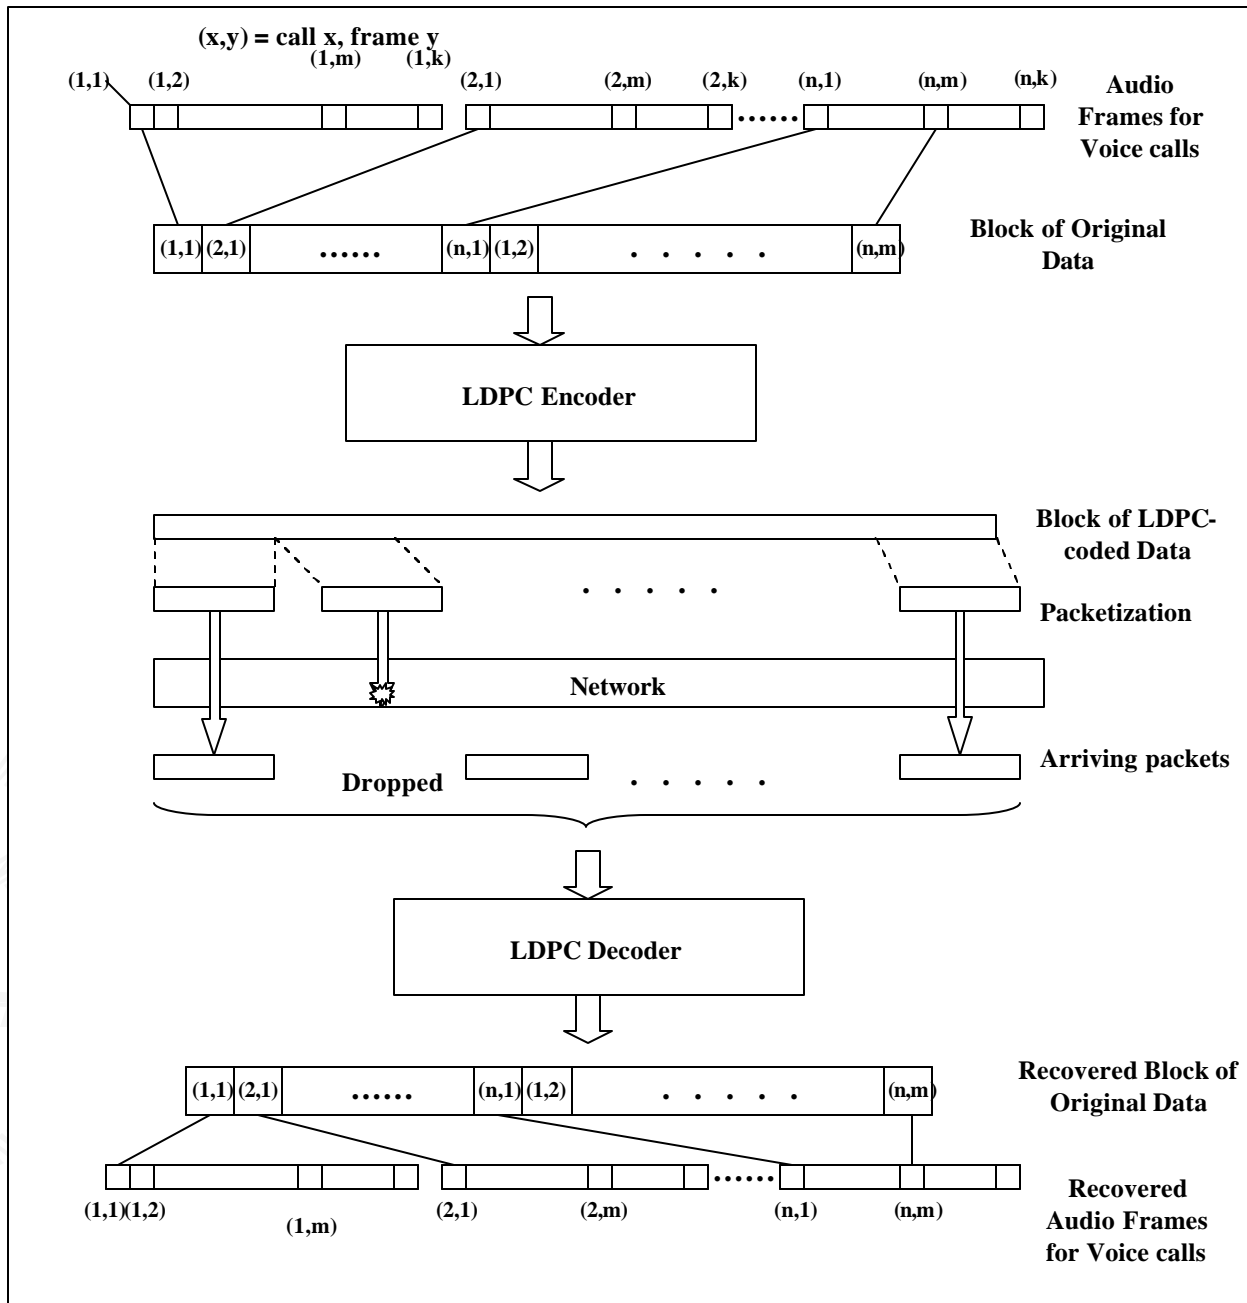 (x,y) = call x, frame y
(1,1) (1,2) (1,m) (1,k) (2,1) (2,m) (2,k) (n,1) (n,m) (n,k)
Audio
Frames for
Voice calls
......
(1,1) (2,1) ...... (n,1) (1,2) . . . . . (n,m)
Block of Original
Data
LDPC Encoder
Block of LDPC-
coded Data
. . . . .
Packetization
Network
Arriving packets
Dropped . . . . .
LDPC Decoder
(1,1) (2,1) ...... (n,1) (1,2) . . . . . (n,m)
Recovered Block of
Original Data
......
(1,1)(1,2) (1,m) (2,1) (2,m) (n,1) (n,m)
Recovered
Audio Frames
for Voice calls